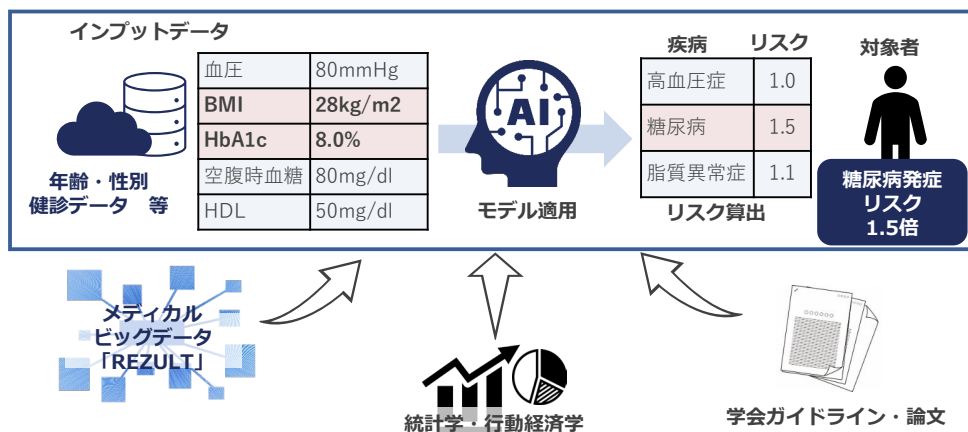 インプットデータ
年齢・性別
健診データ 等
血圧 80mmHg
BMI 28kg/m2
HbA1c 8.0%
空腹時血糖 80mg/dl
HDL 50mg/dl
AI
モデル適用
疾病 リスク
高血圧症 1.0
糖尿病 1.5
脂質異常症 1.1
リスク算出
対象者
糖尿病発症
リスク
1.5倍
メディカル
ビッグデータ
「REZULT」
統計学・行動経済学
学会ガイドライン・論文